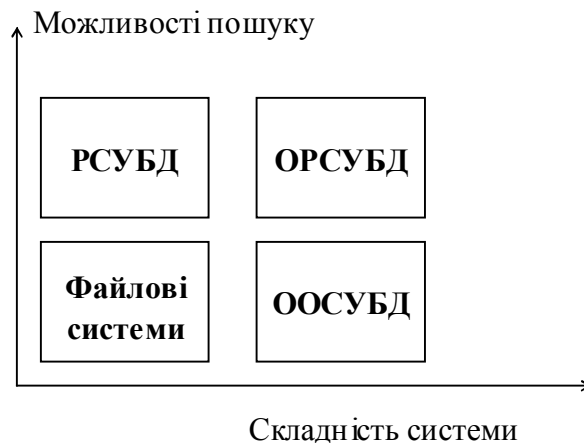 Можливості пошуку
РСУБД
ОРСУБД
Файлові
системи
ООСУБД
Складність системи